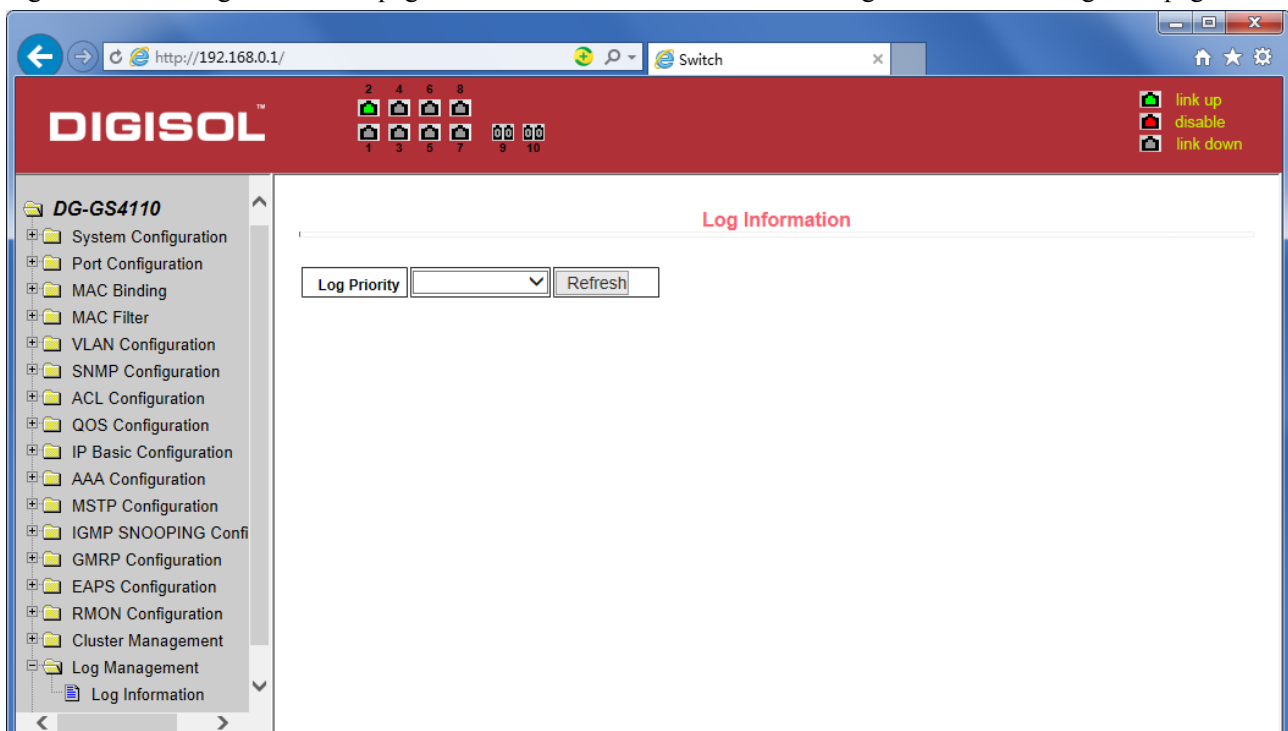 http://192.168.0.1/
Switch
DIGISOL™
2 4 6 8
1 3 5 7 9 10
link up
disable
link down
DG-GS4110
System Configuration
Port Configuration
MAC Binding
MAC Filter
VLAN Configuration
SNMP Configuration
ACL Configuration
QOS Configuration
IP Basic Configuration
AAA Configuration
MSTP Configuration
IGMP SNOOPING Confi
GMRP Configuration
EAPS Configuration
RMON Configuration
Cluster Management
Log Management
Log Information
Log Information
Log Priority
Refresh